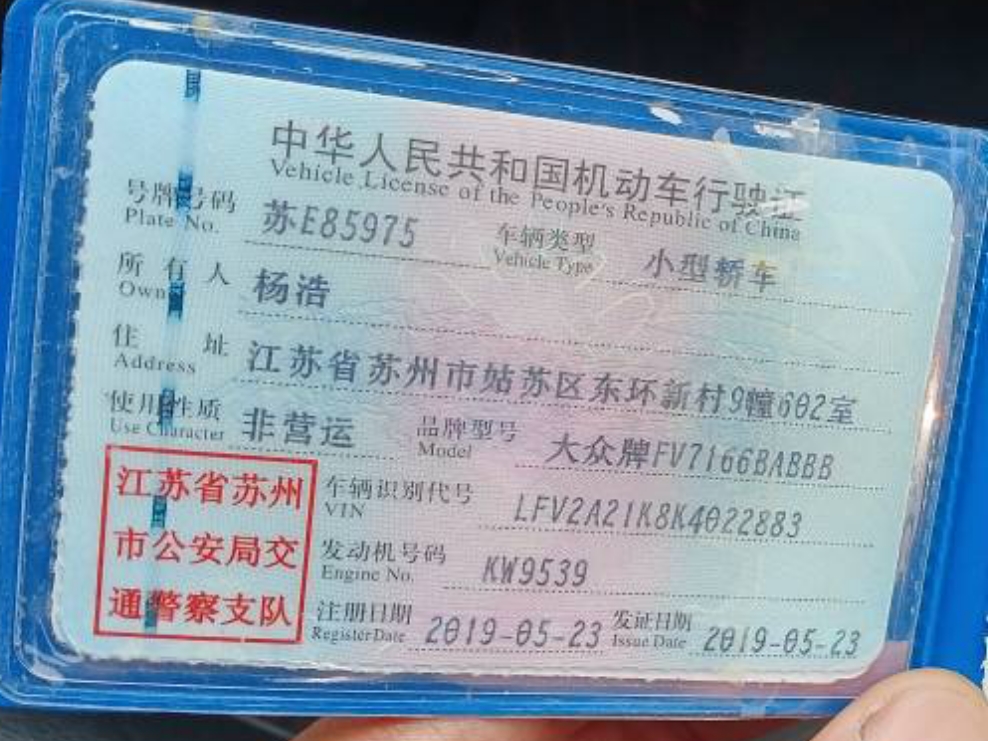 中华人民共和国机动车行驶证
Vehicle License of the People's Republic of China
号牌号码 苏E85975 车辆类型 小型轿车
Plate No. Vehicle Type
所有人 杨浩
Owner
住址 江苏省苏州市姑苏区东环新村9幢602室
Address
使用性质 非营运 品牌型号 大众牌FV7166BABBB
Use Character Model
江苏省苏州
市公安局交
通警察支队
车辆识别代号 LFV2A21K8K4022883
VIN
发动机号码 KW9539
Engine No.
注册日期 2019-05-23 发证日期 2019-05-23
Register Date Issue Date